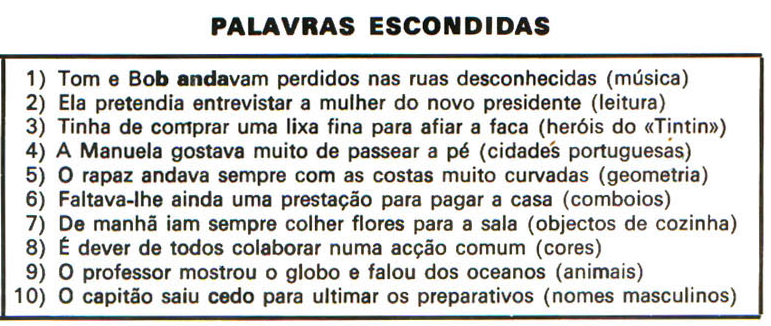 PALAVRAS ESCONDIDAS
1) Tom e Bob andavam perdidos nas ruas desconhecidas (música)
2) Ela pretendia entrevistar a mulher do novo presidente (leitura)
3) Tinha de comprar uma lixa fina para afiar a faca (heróis do «Tintin»)
4) A Manuela gostava muito de passear a pé (cidades portuguesas)
5) O rapaz andava sempre com as costas muito curvadas (geometria)
6) Faltava-lhe ainda uma prestação para pagar a casa (comboios)
7) De manhã iam sempre colher flores para a sala (objectos de cozinha)
8) É dever de todos colaborar numa acção comum (cores)
9) O professor mostrou o globo e falou dos oceanos (animais)
10) O capitão saiu cedo para ultimar os preparativos (nomes masculinos)